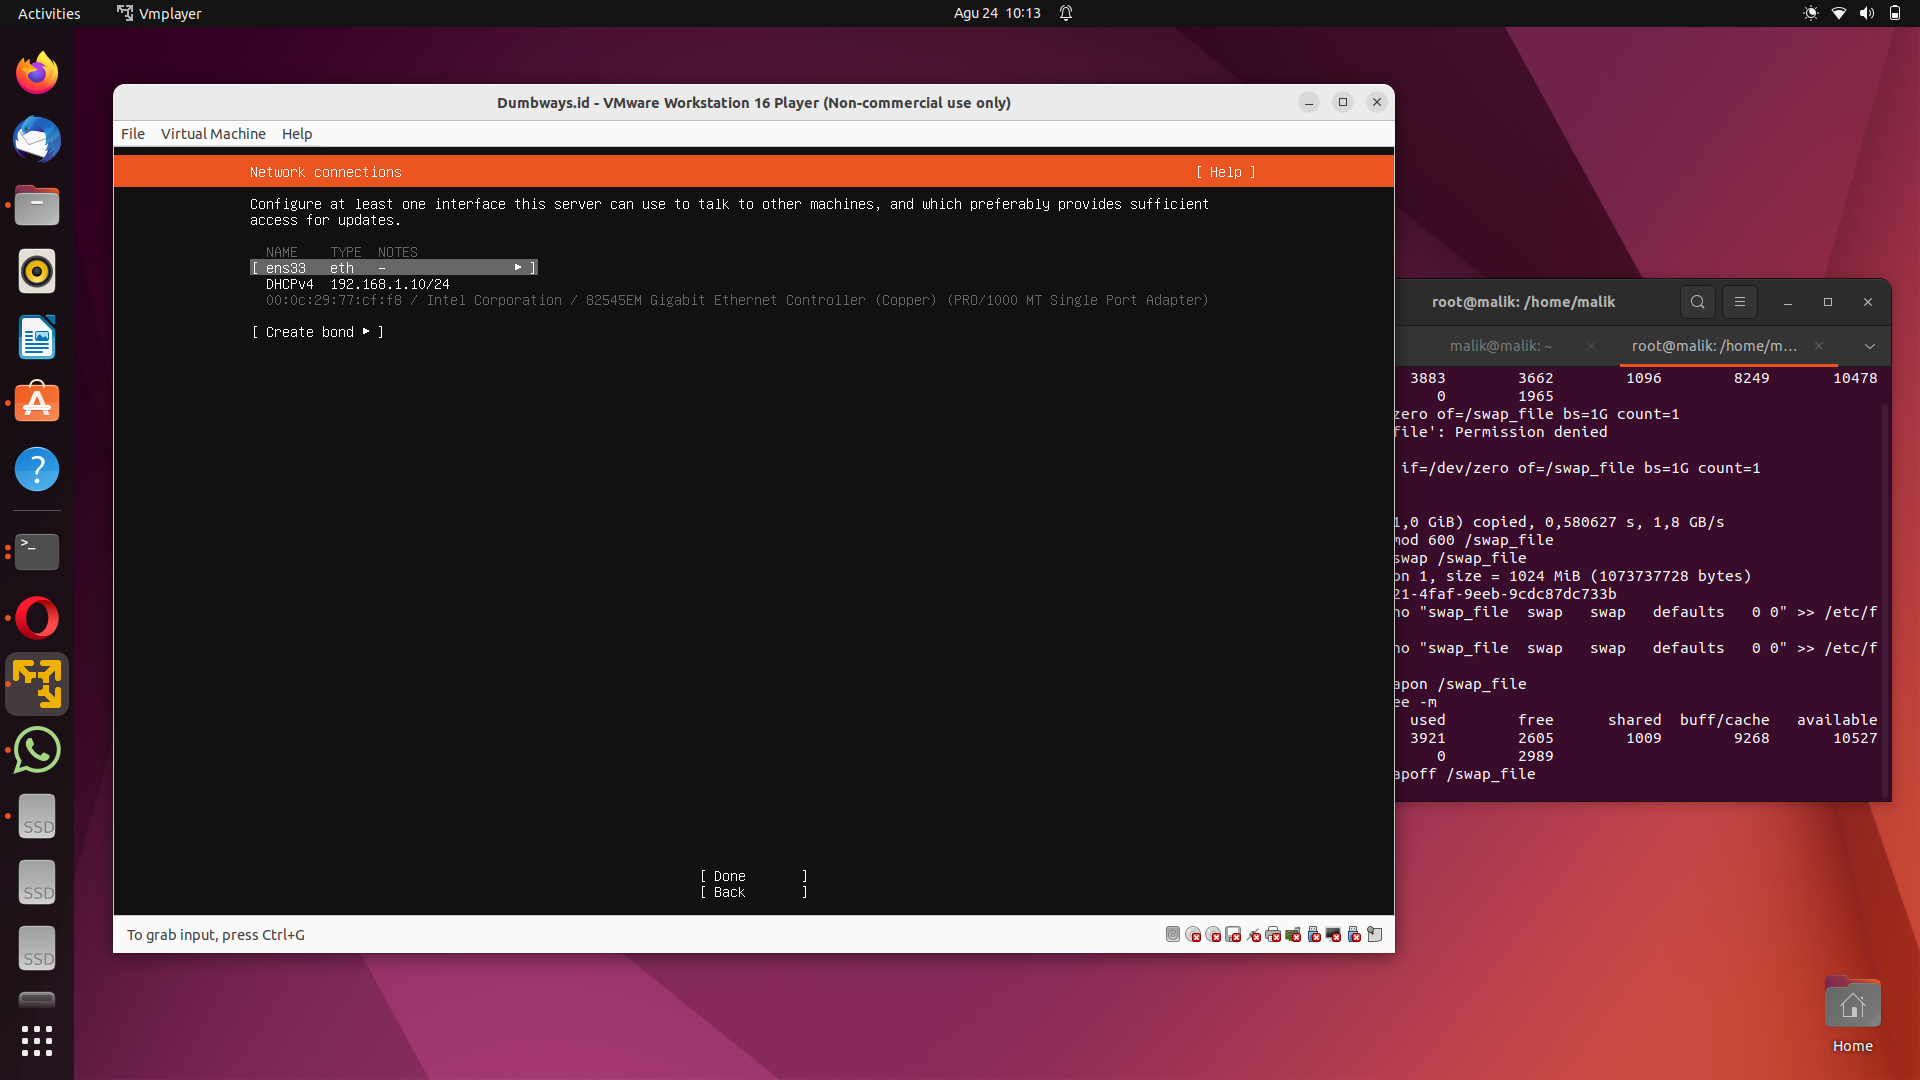 Activities
Vmplayer
Agu 24 10:13
Dumbways.id - VMware Workstation 16 Player (Non-commercial use only)
File Virtual Machine Help
Network connections [ Help ]
Configure at least one interface this server can use to talk to other machines, and which preferably provides sufficient
access for updates.
NAME TYPE NOTES
[ ens33 eth - ▸ ]
DHCPv4 192.168.1.10/24
00:0c:29:77:cf:f8 / Intel Corporation / 82545EM Gigabit Ethernet Controller (Copper) (PRO/1000 MT Single Port Adapter)
[ Create bond ▸ ]
[ Done ]
[ Back ]
To grab input, press Ctrl+G
root@malik: /home/malik
malik@malik: ~
root@malik: /home/m...
3883 3662 1096 8249 10478
0 1965
zero of=/swap_file bs=1G count=1
file': Permission denied
if=/dev/zero of=/swap_file bs=1G count=1
1,0 GiB) copied, 0,580627 s, 1,8 GB/s
mod 600 /swap_file
swap /swap_file
on 1, size = 1024 MiB (1073737728 bytes)
21-4faf-9eeb-9cdc87dc733b
ho "swap_file swap swap defaults 0 0" >> /etc/f
ho "swap_file swap swap defaults 0 0" >> /etc/f
apon /swap_file
ee -m
used free shared buff/cache available
3921 2605 1009 9268 10527
0 2989
apoff /swap_file
SSD
SSD
SSD
Home